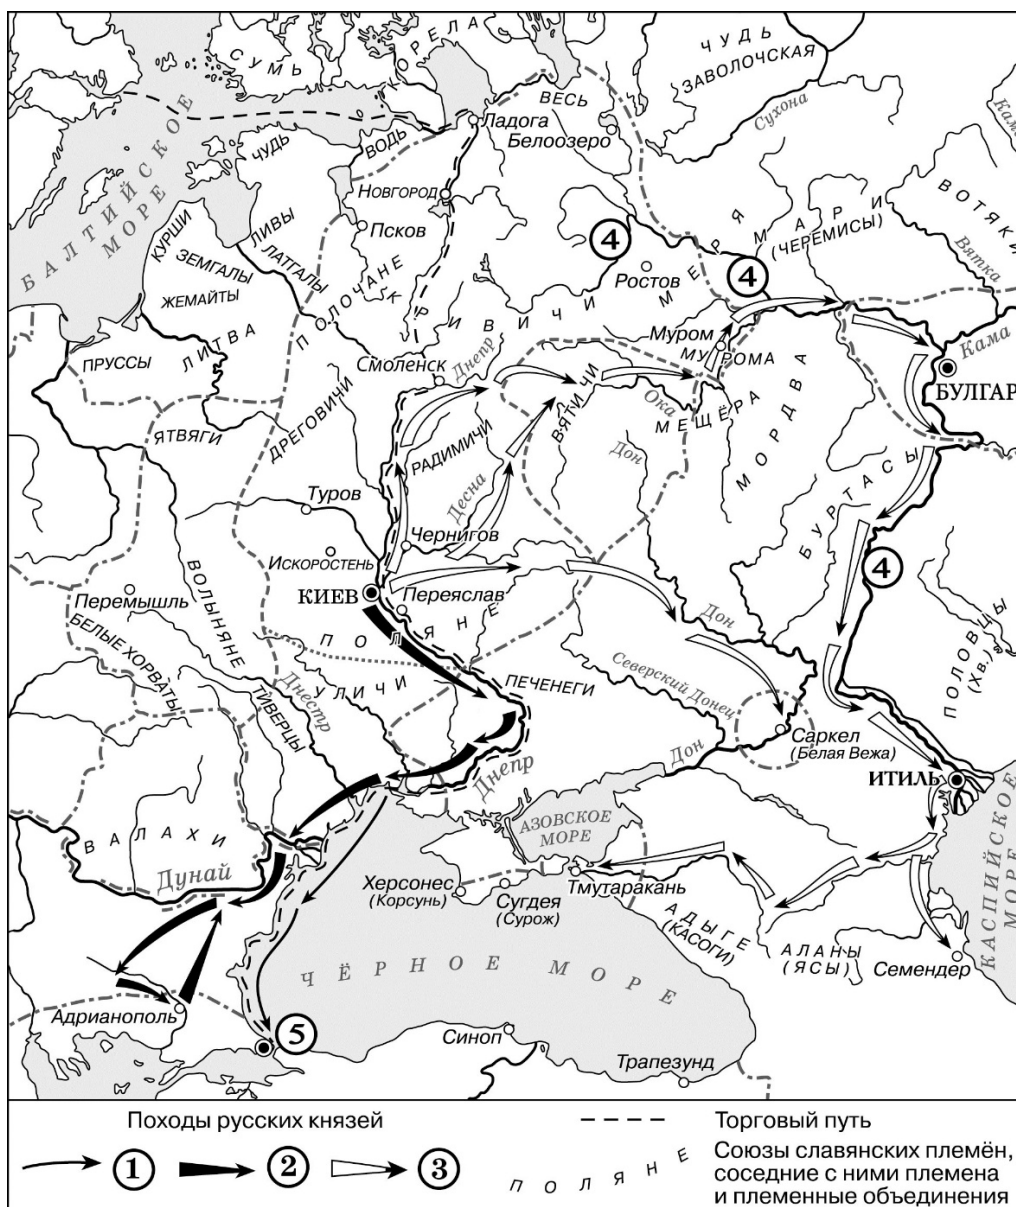 СУМЬ
КОРЕЛА
ЧУДЬ
ЗАВОЛОЧСКАЯ
Сухона
Кама
БАЛТИЙСКОЕ
МОРЕ
ЧУДЬ
ВОДЬ
ВЕСЬ
Ладога
Белоозеро
НОВГОРОД
Псков
ВОТЯКИ
Вятка
КУРШИ
ЛИВЫ
ЗЕМГАЛЫ
ЛАТГАЛЫ
ЖЕМАЙТЫ
ЛИТВА
ПРУССЫ
ПОЛОЧАНЕ
КРИВИЧИ
4
МЕРЯ
МАРИ
(ЧЕРЕМИСЫ)
4
Ростов
Муром
МУРОМА
Кама
БУЛГАР
Смоленск
Днепр
ЯТВЯГИ
ДРЕГОВИЧИ
РАДИМИЧИ
ВЯТИЧИ
Ока
МЕЩЁРА
МОРДВА
Дон
Десна
БУРТАСЫ
Туров
Чернигов
ИСКОРОСТЕНЬ
4
КИЕВ
Переяслав
Перемышль
ВОЛЫНЯНЕ
БЕЛЫЕ ХОРВАТЫ
ПОЛЯНЕ
Дон
ПОЛОВЦЫ
(Хв.)
УЛИЧИ
ПЕЧЕНЕГИ
Северский Донец
Днестр
ТИВЕРЦЫ
Саркел
(Белая Вежа)
Дон
Днепр
ИТИЛЬ
АЗОВСКОЕ
МОРЕ
ВАЛАХИ
Дунай
Херсонес
(Корсунь)
Сугдея
(Сурож)
Тмутаракань
АДЫГЕ
(КАСОГИ)
АЛАНЫ
(ЯСЫ)
Семендер
КАСПИЙСКОЕ
МОРЕ
ЧЁРНОЕ МОРЕ
Адрианополь
5
Синоп
Трапезунд
Походы русских князей
1
2
3
Торговый путь
ПОЛЯНЕ
Союзы славянских племён,
соседние с ними племена
и племенные объединения